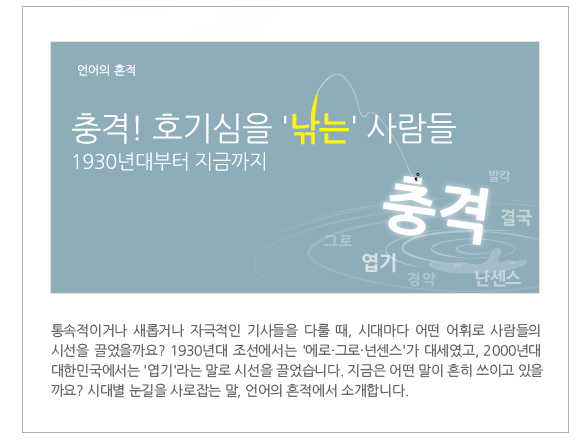 언어의 흔적
충격! 호기심을 '낚는' 사람들
1930년대부터 지금까지
발칵
충격
결국
그로
엽기
경악
난센스
통속적이거나 새롭거나 자극적인 기사들을 다룰 때, 시대마다 어떤 어휘로 사람들의
시선을 끌었을까요? 1930년대 조선에서는 '에로·그로·넌센스'가 대세였고, 2000년대
대한민국에서는 '엽기'라는 말로 시선을 끌었습니다. 지금은 어떤 말이 흔히 쓰이고 있을
까요? 시대별 눈길을 사로잡는 말, 언어의 흔적에서 소개합니다.